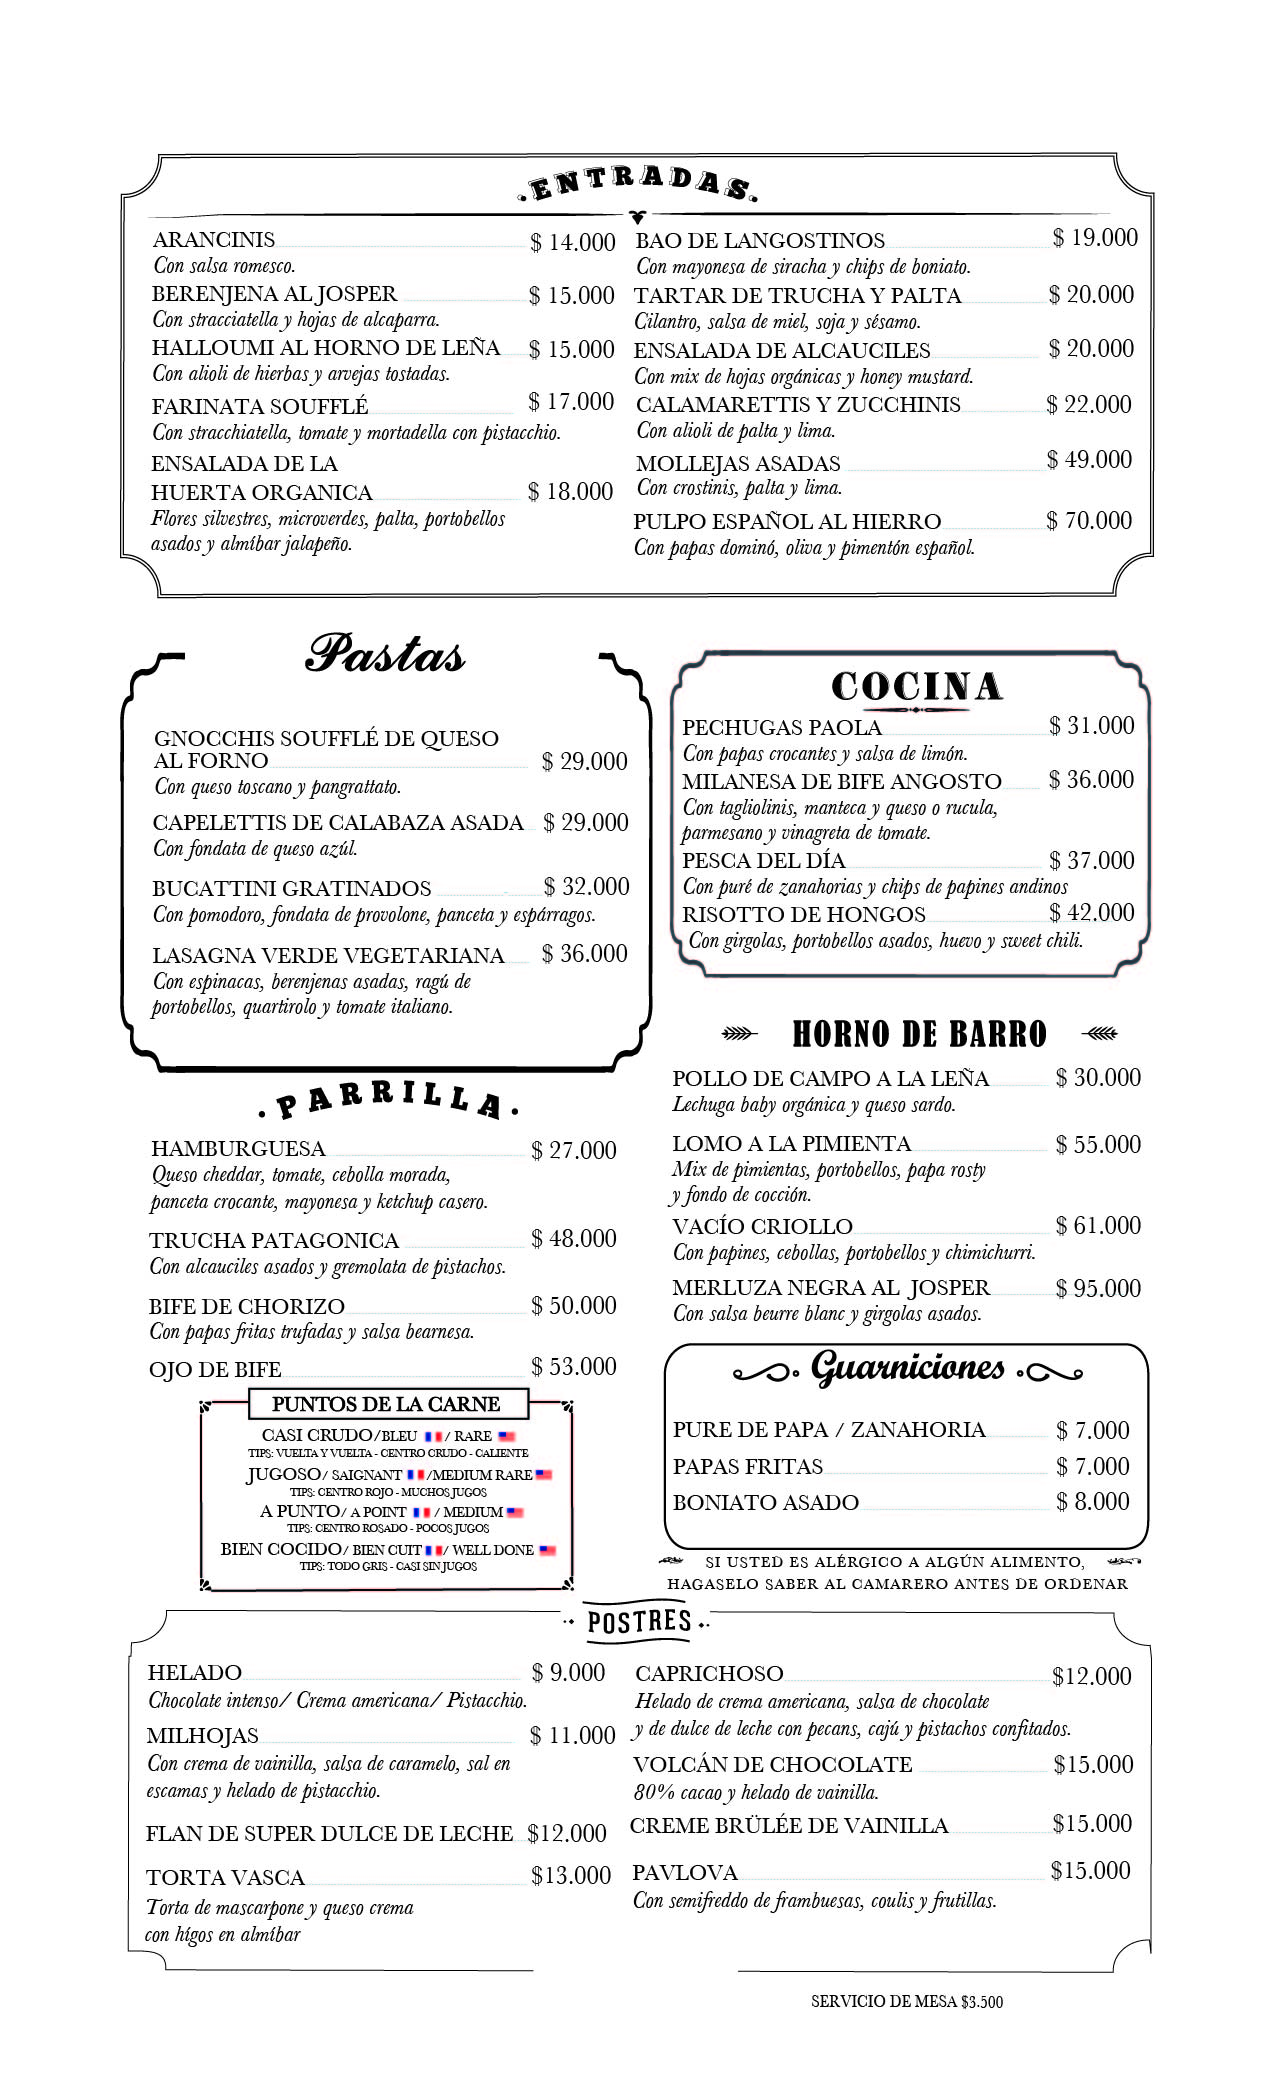 ENTRADAS
ARANCINIS $ 14.000
Con salsa romesco.
BERENJENA AL JOSPER $ 15.000
Con stracciatella y hojas de alcaparra.
HALLOUMI AL HORNO DE LEÑA $ 15.000
Con alioli de hierbas y arvejas tostadas.
FARINATA SOUFFLÉ $ 17.000
Con stracchiatella, tomate y mortadella con pistacchio.
ENSALADA DE LA
HUERTA ORGANICA $ 18.000
Flores silvestres, microverdes, palta, portobellos
asados y almíbar jalapeño.
BAO DE LANGOSTINOS $ 19.000
Con mayonesa de siracha y chips de boniato.
TARTAR DE TRUCHA Y PALTA $ 20.000
Cilantro, salsa de miel, soja y sésamo.
ENSALADA DE ALCAUCILES $ 20.000
Con mix de hojas orgánicas y honey mustard.
CALAMARETTIS Y ZUCCHINIS $ 22.000
Con alioli de palta y lima.
MOLLEJAS ASADAS $ 49.000
Con crostinis, palta y lima.
PULPO ESPAÑOL AL HIERRO $ 70.000
Con papas dominó, oliva y pimentón español.
Pastas
GNOCCHIS SOUFFLÉ DE QUESO
AL FORNO $ 29.000
Con queso toscano y pangrattato.
CAPELETTIS DE CALABAZA ASADA $ 29.000
Con fondata de queso azúl.
BUCATTINI GRATINADOS $ 32.000
Con pomodoro, fondata de provolone, panceta y espárragos.
LASAGNA VERDE VEGETARIANA $ 36.000
Con espinacas, berenjenas asadas, ragú de
portobellos, quartirolo y tomate italiano.
COCINA
PECHUGAS PAOLA $ 31.000
Con papas crocantes y salsa de limón.
MILANESA DE BIFE ANGOSTO $ 36.000
Con tagliolinis, manteca y queso o rucula,
parmesano y vinagreta de tomate.
PESCA DEL DÍA $ 37.000
Con puré de zanahorias y chips de papines andinos
RISOTTO DE HONGOS $ 42.000
Con girgolas, portobellos asados, huevo y sweet chili.
PARRILLA
HAMBURGUESA $ 27.000
Queso cheddar, tomate, cebolla morada,
panceta crocante, mayonesa y ketchup casero.
TRUCHA PATAGONICA $ 48.000
Con alcauciles asados y gremolata de pistachos.
BIFE DE CHORIZO $ 50.000
Con papas fritas trufadas y salsa bearnesa.
OJO DE BIFE $ 53.000
PUNTOS DE LA CARNE
CASI CRUDO/BLEU / RARE
TIPS: VUELTA Y VUELTA - CENTRO CRUDO - CALIENTE
JUGOSO/ SAIGNANT /MEDIUM RARE
TIPS: CENTRO ROJO - MUCHOS JUGOS
A PUNTO/ A POINT / MEDIUM
TIPS: CENTRO ROSADO - POCOS JUGOS
BIEN COCIDO/ BIEN CUIT / WELL DONE
TIPS: TODO GRIS - CASI SIN JUGOS
HORNO DE BARRO
POLLO DE CAMPO A LA LEÑA $ 30.000
Lechuga baby orgánica y queso sardo.
LOMO A LA PIMIENTA $ 55.000
Mix de pimientas, portobellos, papa rosty
y fondo de cocción.
VACÍO CRIOLLO $ 61.000
Con papines, cebollas, portobellos y chimichurri.
MERLUZA NEGRA AL JOSPER $ 95.000
Con salsa beurre blanc y girgolas asados.
Guarniciones
PURE DE PAPA / ZANAHORIA $ 7.000
PAPAS FRITAS $ 7.000
BONIATO ASADO $ 8.000
SI USTED ES ALÉRGICO A ALGÚN ALIMENTO,
HAGASELO SABER AL CAMARERO ANTES DE ORDENAR
POSTRES
HELADO $ 9.000
Chocolate intenso/ Crema americana/ Pistacchio.
MILHOJAS $ 11.000
Con crema de vainilla, salsa de caramelo, sal en
escamas y helado de pistacchio.
FLAN DE SUPER DULCE DE LECHE $12.000
TORTA VASCA $13.000
Torta de mascarpone y queso crema
con hígos en almíbar
CAPRICHOSO $12.000
Helado de crema americana, salsa de chocolate
y de dulce de leche con pecans, cajú y pistachos confitados.
VOLCÁN DE CHOCOLATE $15.000
80% cacao y helado de vainilla.
CREME BRÜLÉE DE VAINILLA $15.000
PAVLOVA $15.000
Con semifreddo de frambuesas, coulis y frutillas.
SERVICIO DE MESA $3.500